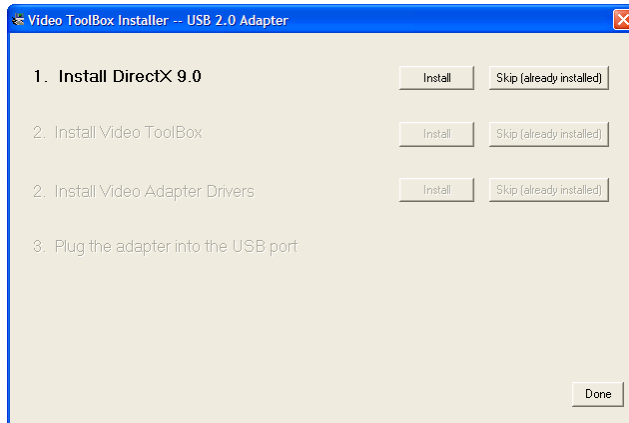 Video ToolBox Installer -- USB 2.0 Adapter
1. Install DirectX 9.0 Install Skip (already installed)
2. Install Video ToolBox Install Skip (already installed)
2. Install Video Adapter Drivers Install Skip (already installed)
3. Plug the adapter into the USB port
Done